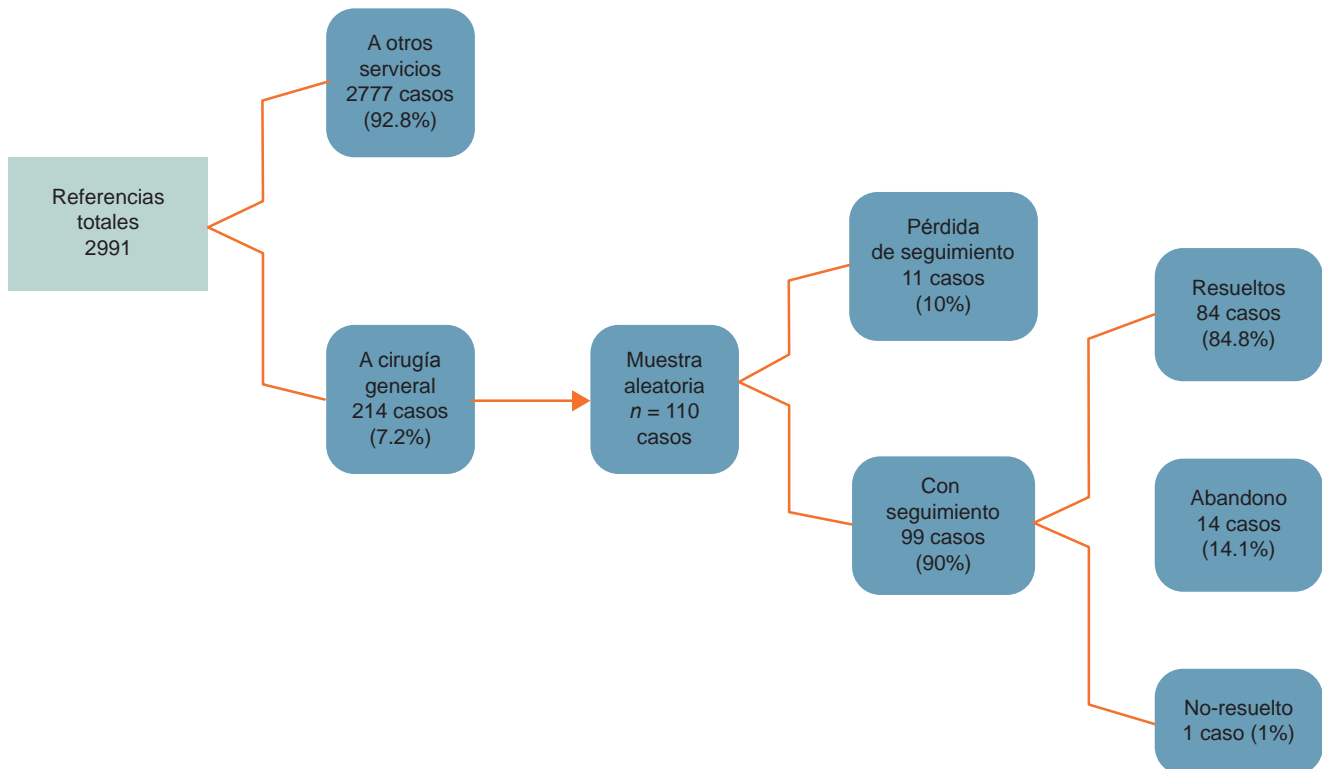 A otros
servicios
2777 casos
(92.8%)
Referencias
totales
2991
A cirugía
general
214 casos
(7.2%)
Muestra
aleatoria
n = 110
casos
Pérdida
de seguimiento
11 casos
(10%)
Con
seguimiento
99 casos
(90%)
Resueltos
84 casos
(84.8%)
Abandono
14 casos
(14.1%)
No-resuelto
1 caso (1%)